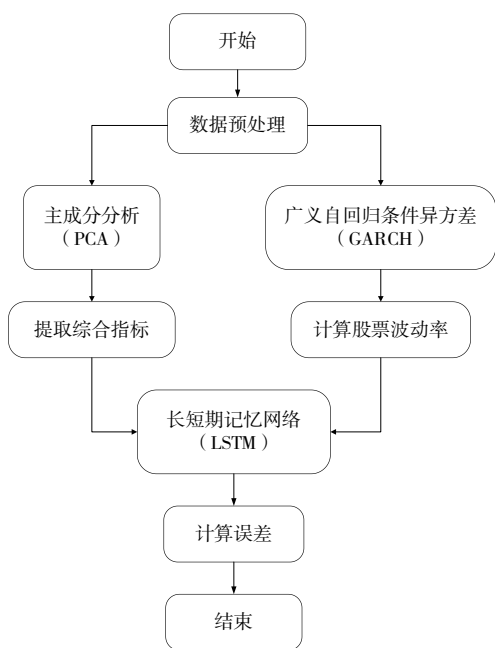 开始
数据预处理
主成分分析
（PCA）
广义自回归条件异方差
（GARCH）
提取综合指标
计算股票波动率
长短期记忆网络
（LSTM）
计算误差
结束